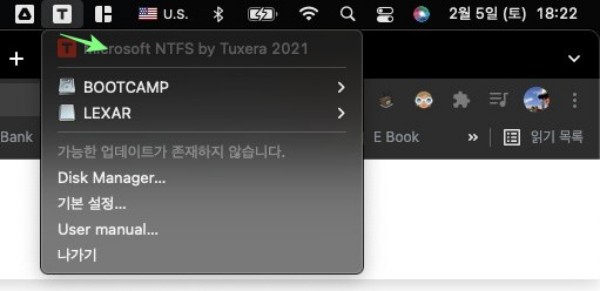 U.S.
2월 5일 (토) 18:22
T Microsoft NTFS by Tuxera 2021
BOOTCAMP
LEXAR
Bank
E Book
»
읽기 목록
가능한 업데이트가 존재하지 않습니다.
Disk Manager...
기본 설정...
User manual...
나가기